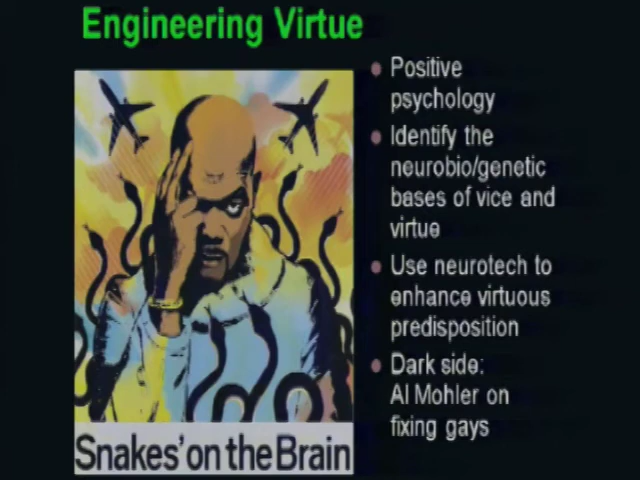 Engineering Virtue
Positive
psychology
Identify the
neurobio/genetic
bases of vice and
virtue
Use neurotech to
enhance virtuous
predisposition
Dark side:
Al Mohler on
fixing gays
Snakes' on the Brain